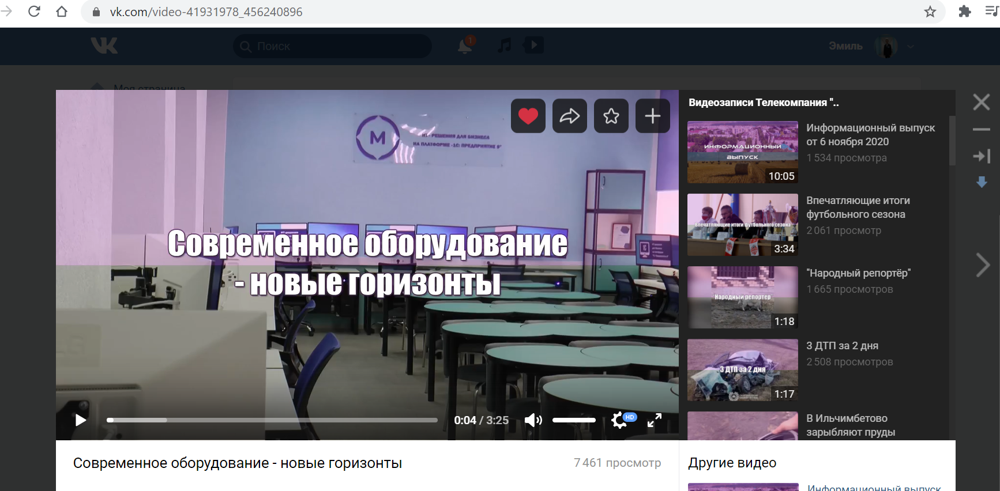 vk.com/video-41931978_456240896
Поиск
1
Эмиль
Моя страница
М
ИТ - РЕШЕНИЯ ДЛЯ БИЗНЕСА
НА ПЛАТФОРМЕ "1С: ПРЕДПРИЯТИЕ 8"
Современное оборудование
- новые горизонты
0:04 / 3:25
HD
Современное оборудование - новые горизонты
7 461 просмотр
Видеозаписи Телекомпания "..
ИНФОРМАЦИОННЫЙ
ВЫПУСК
10:05
Информационный выпуск
от 6 ноября 2020
1 534 просмотра
Впечатляющие итоги футбольного сезона
3:34
Впечатляющие итоги
футбольного сезона
2 061 просмотр
"Народный репортер"
1:18
"Народный репортёр"
1 665 просмотров
3 ДТП за 2 дня
1:17
3 ДТП за 2 дня
2 508 просмотров
В Ильчимбетово
зарыбляют пруды
Другие видео
Информационный выпуск